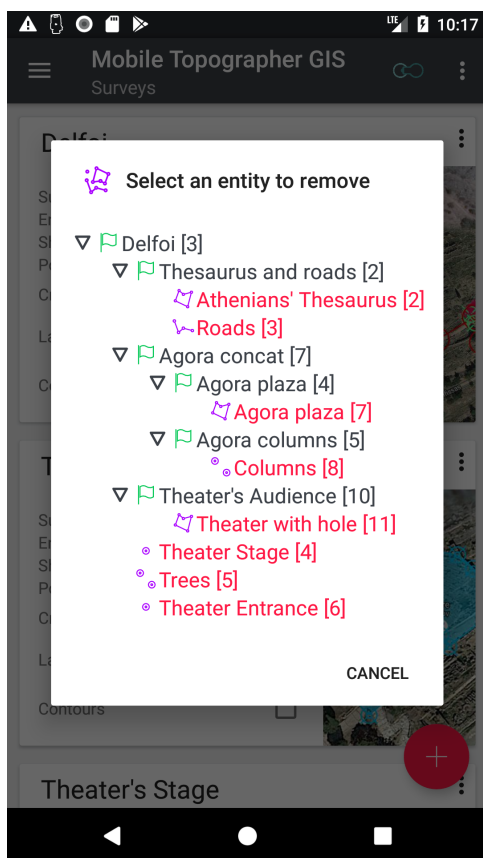 LTE 10:17
Mobile Topographer GIS
Surveys
Delfoi
Select an entity to remove
Delfoi [3]
Thesaurus and roads [2]
Athenians' Thesaurus [2]
Roads [3]
Agora concat [7]
Agora plaza [4]
Agora plaza [7]
Agora columns [5]
Columns [8]
Theater's Audience [10]
Theater with hole [11]
Theater Stage [4]
Trees [5]
Theater Entrance [6]
CANCEL
Contours
Theater's Stage